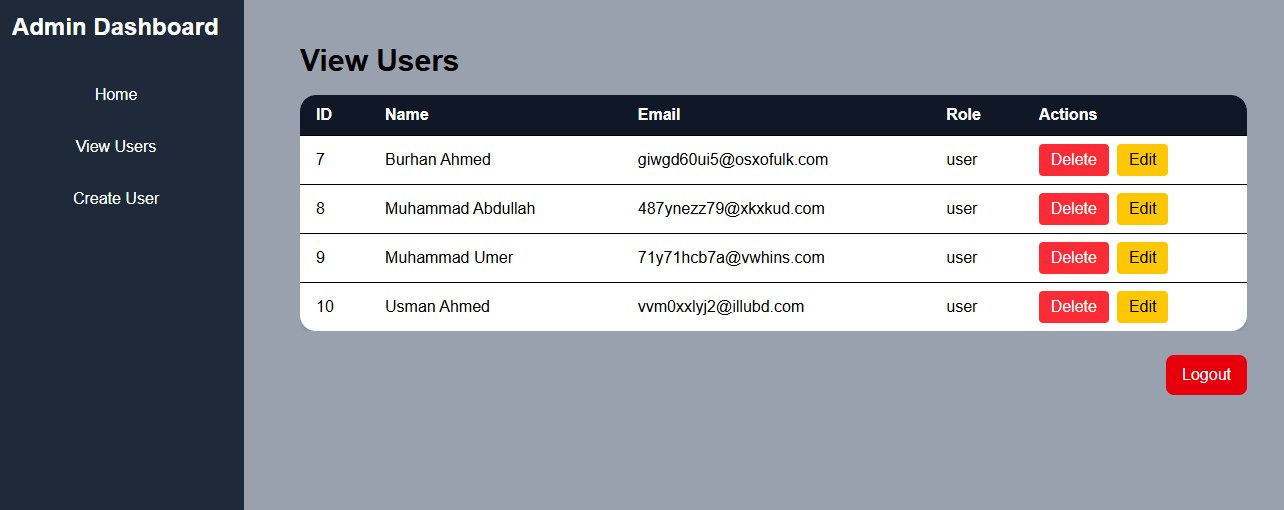 Admin Dashboard
Home
View Users
Create User
View Users
ID Name Email Role Actions
7 Burhan Ahmed giwgd60ui5@osxofulk.com user Delete Edit
8 Muhammad Abdullah 487ynezz79@xkxkud.com user Delete Edit
9 Muhammad Umer 71y71hcb7a@vwhins.com user Delete Edit
10 Usman Ahmed vvm0xxlyj2@illubd.com user Delete Edit
Logout